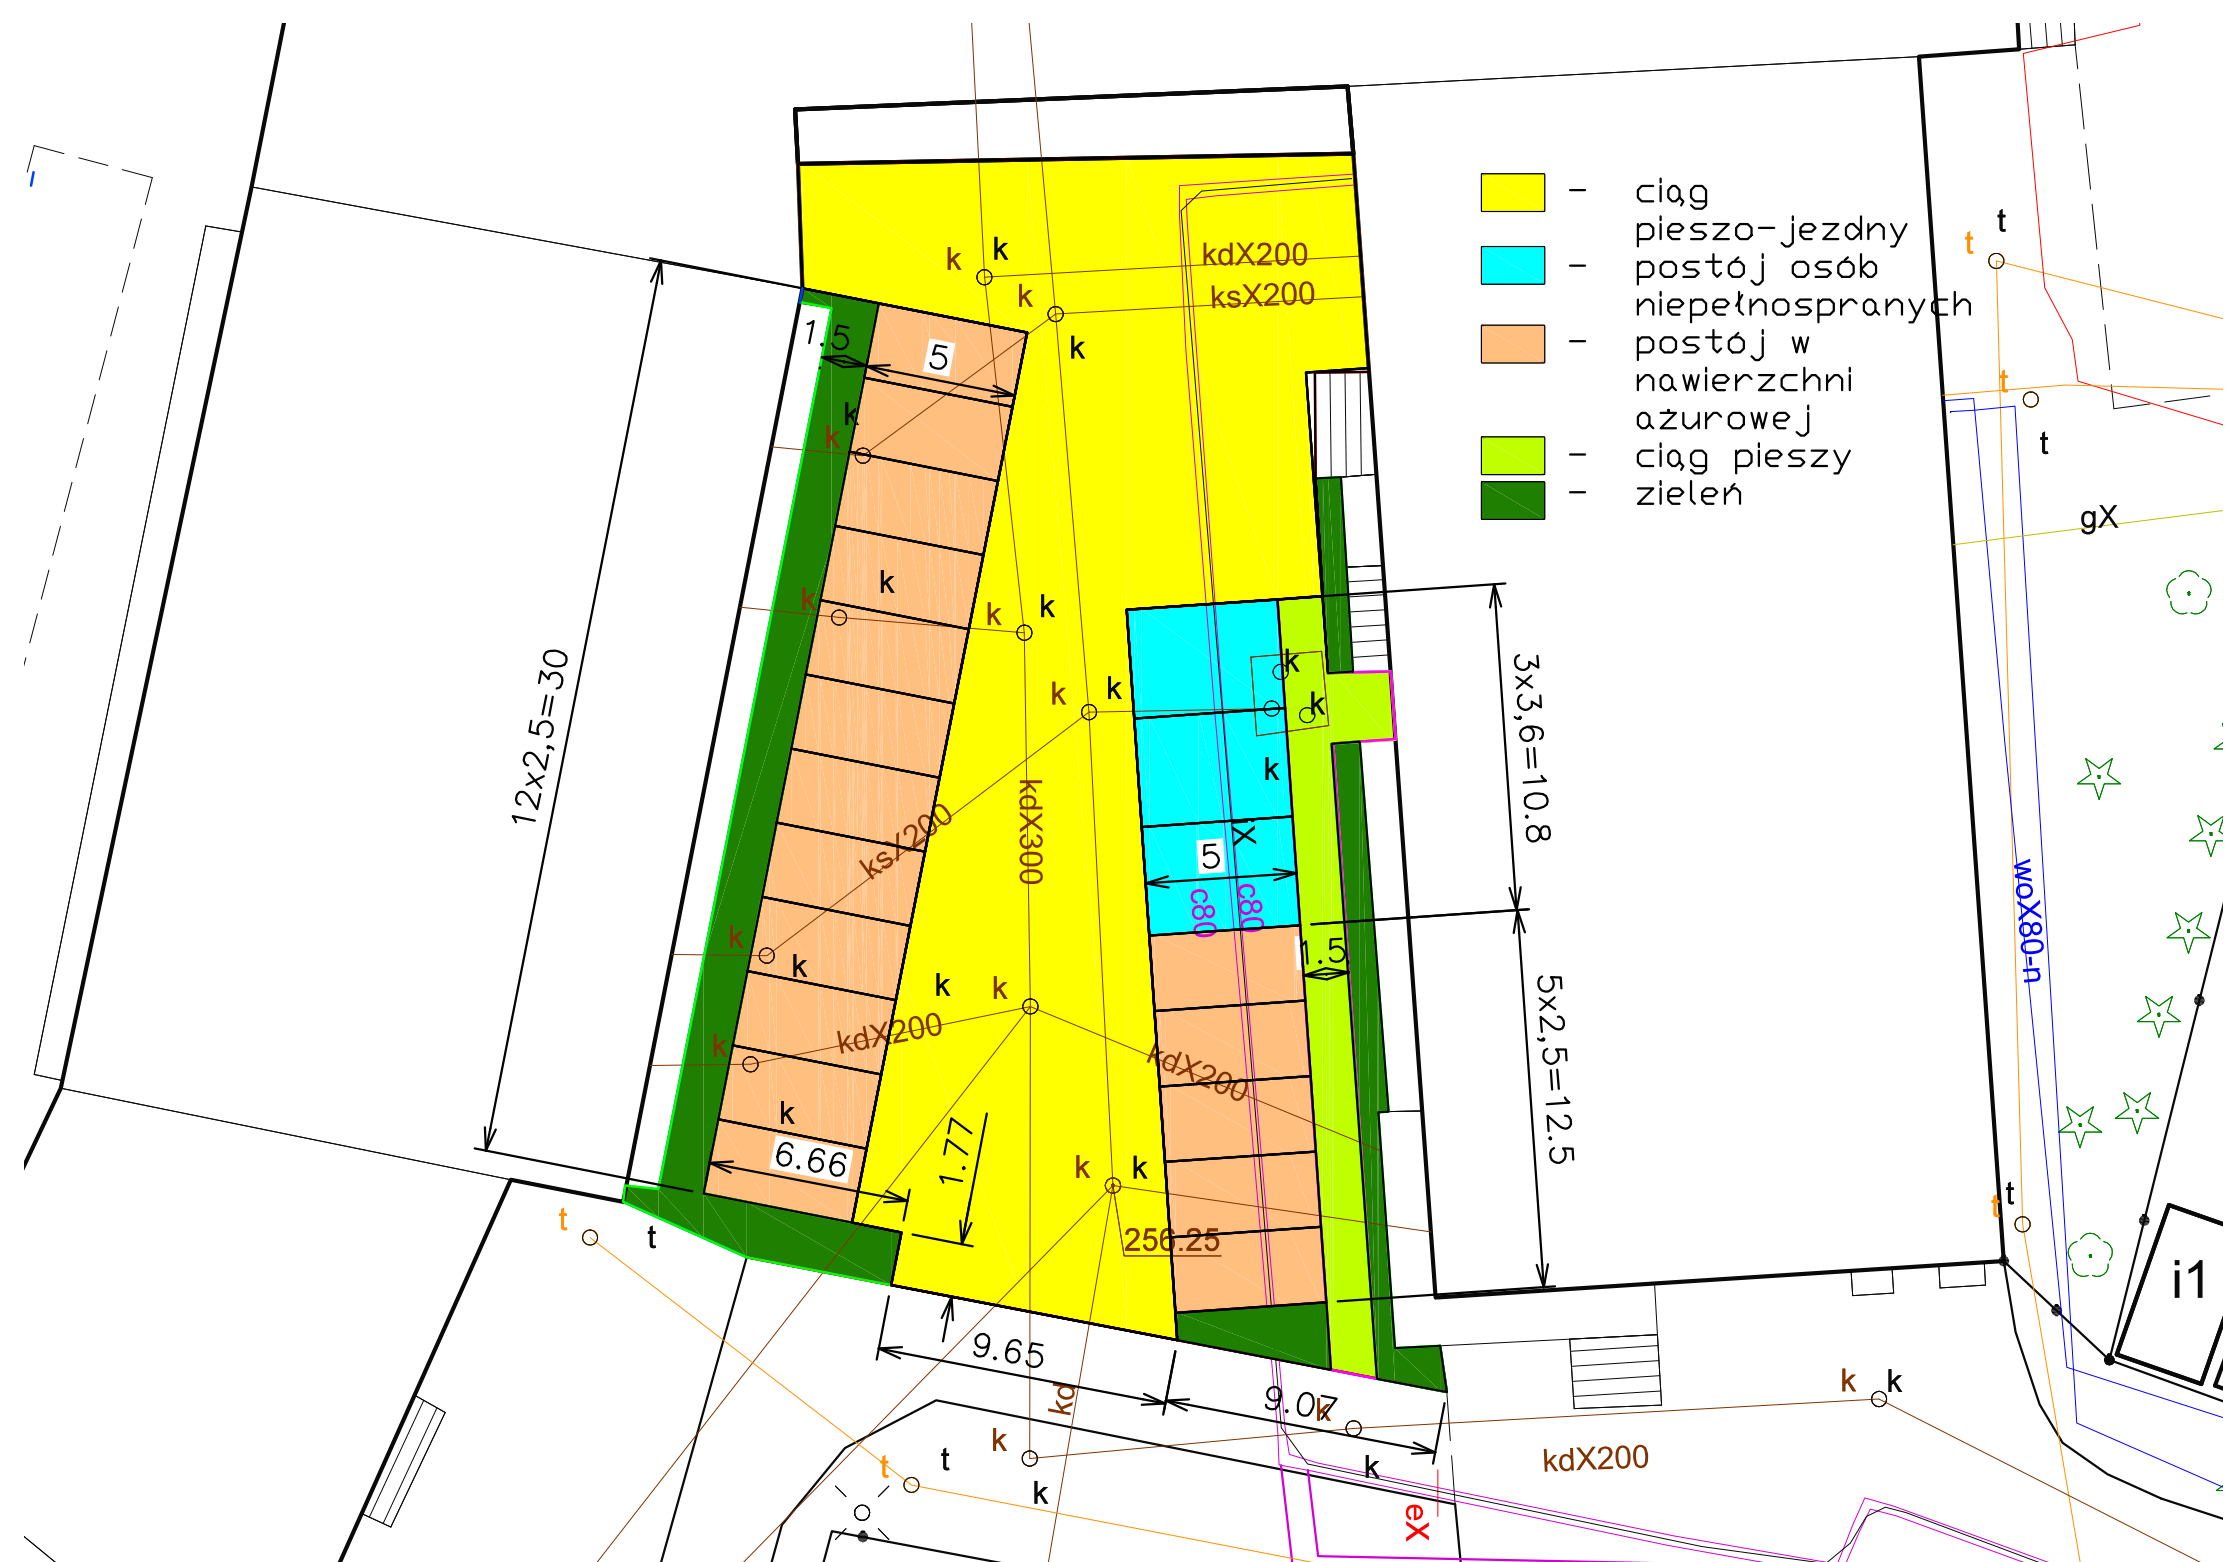 ciąg
pieszo-jezdny
postój osób
niepełnospranych
postój w
nawierzchni
ażurowej
ciąg pieszy
zieleń
k
k
kdX200
k
ksX200
k
1.5
5
k
k
k
k
k
k
12x2,5=30
k
k
k
k
k
3x3,6=10.8
kdX300
ksX200
X
5
c80
c80
1.5
k
k
k
k
kdX200
k
kdX200
5x2,5=12.5
k
6.66
1.77
k
k
256.25
9.65
9.07
kd
k
k
k
k
kdX200
eX
k
k
t
t
t
t
t
t
t
t
t
t
gX
woX80-n
i1